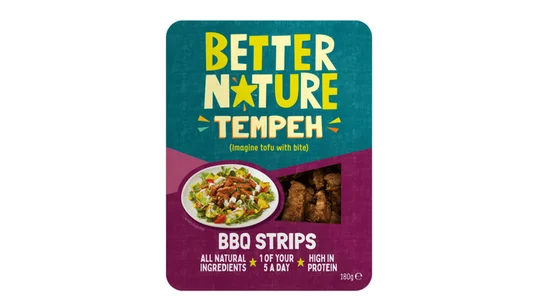 BETTER
NATURE
TEMPEH
(imagine tofu with bite)
BBQ STRIPS
ALL NATURAL
INGREDIENTS
1 OF YOUR
5 A DAY
HIGH IN
PROTEIN
180g ℮